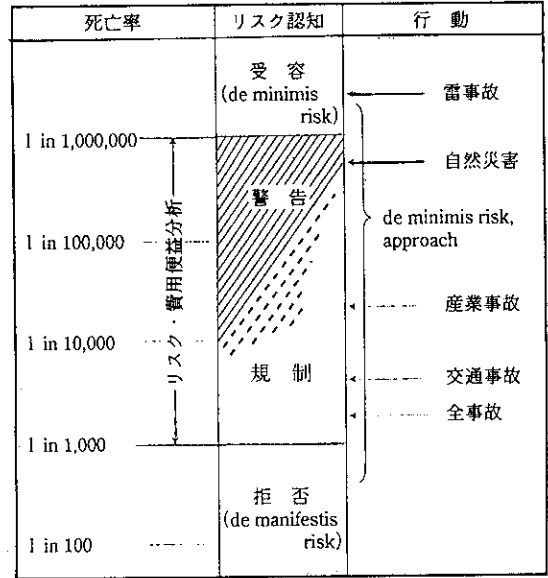 死亡率
リスク認知
行 動
受 容
(de minimis
risk)
雷事故
1 in 1,000,000
自然災害
警 告
リスク・費用便益分析
de minimis risk,
approach
1 in 100,000
産業事故
1 in 10,000
規 制
交通事故
全事故
1 in 1,000
拒 否
(de manifestis
risk)
1 in 100